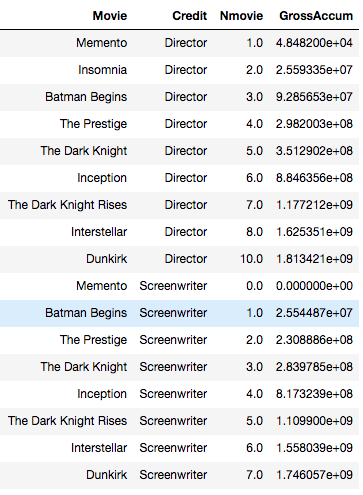 Movie Credit Nmovie GrossAccum
Memento Director 1.0 4.848200e+04
Insomnia Director 2.0 2.559335e+07
Batman Begins Director 3.0 9.285653e+07
The Prestige Director 4.0 2.982003e+08
The Dark Knight Director 5.0 3.512902e+08
Inception Director 6.0 8.846356e+08
The Dark Knight Rises Director 7.0 1.177212e+09
Interstellar Director 8.0 1.625351e+09
Dunkirk Director 10.0 1.813421e+09
Memento Screenwriter 0.0 0.000000e+00
Batman Begins Screenwriter 1.0 2.554487e+07
The Prestige Screenwriter 2.0 2.308886e+08
The Dark Knight Screenwriter 3.0 2.839785e+08
Inception Screenwriter 4.0 8.173239e+08
The Dark Knight Rises Screenwriter 5.0 1.109900e+09
Interstellar Screenwriter 6.0 1.558039e+09
Dunkirk Screenwriter 7.0 1.746057e+09